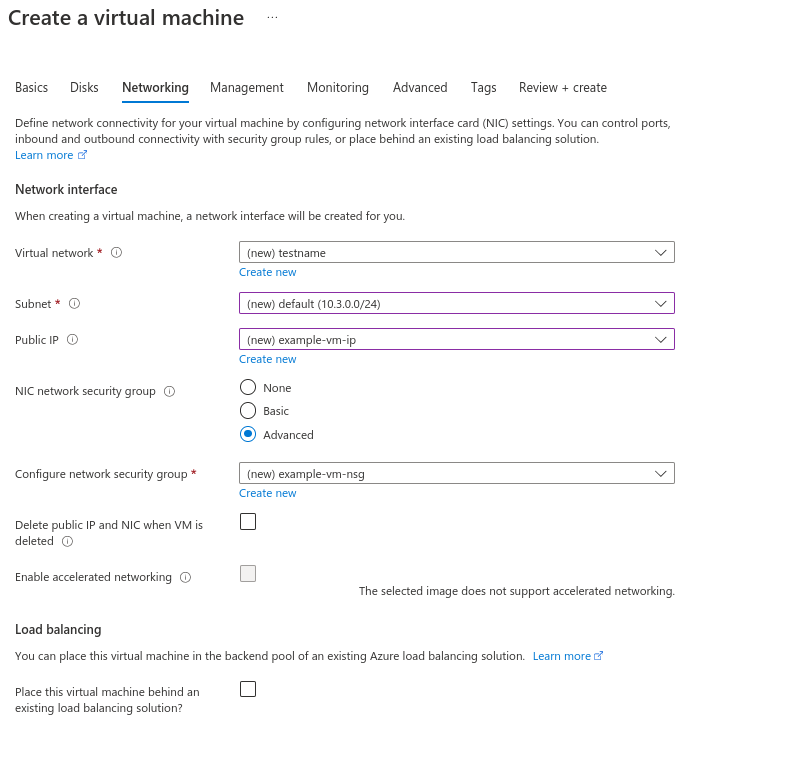 Create a virtual machine ...
Basics Disks Networking Management Monitoring Advanced Tags Review + create
Define network connectivity for your virtual machine by configuring network interface card (NIC) settings. You can control ports,
inbound and outbound connectivity with security group rules, or place behind an existing load balancing solution.
Learn more
Network interface
When creating a virtual machine, a network interface will be created for you.
Virtual network * (new) testname
Create new
Subnet * (new) default (10.3.0.0/24)
Public IP (new) example-vm-ip
Create new
NIC network security group
None
Basic
Advanced
Configure network security group * (new) example-vm-nsg
Create new
Delete public IP and NIC when VM is
deleted
Enable accelerated networking
The selected image does not support accelerated networking.
Load balancing
You can place this virtual machine in the backend pool of an existing Azure load balancing solution. Learn more
Place this virtual machine behind an
existing load balancing solution?